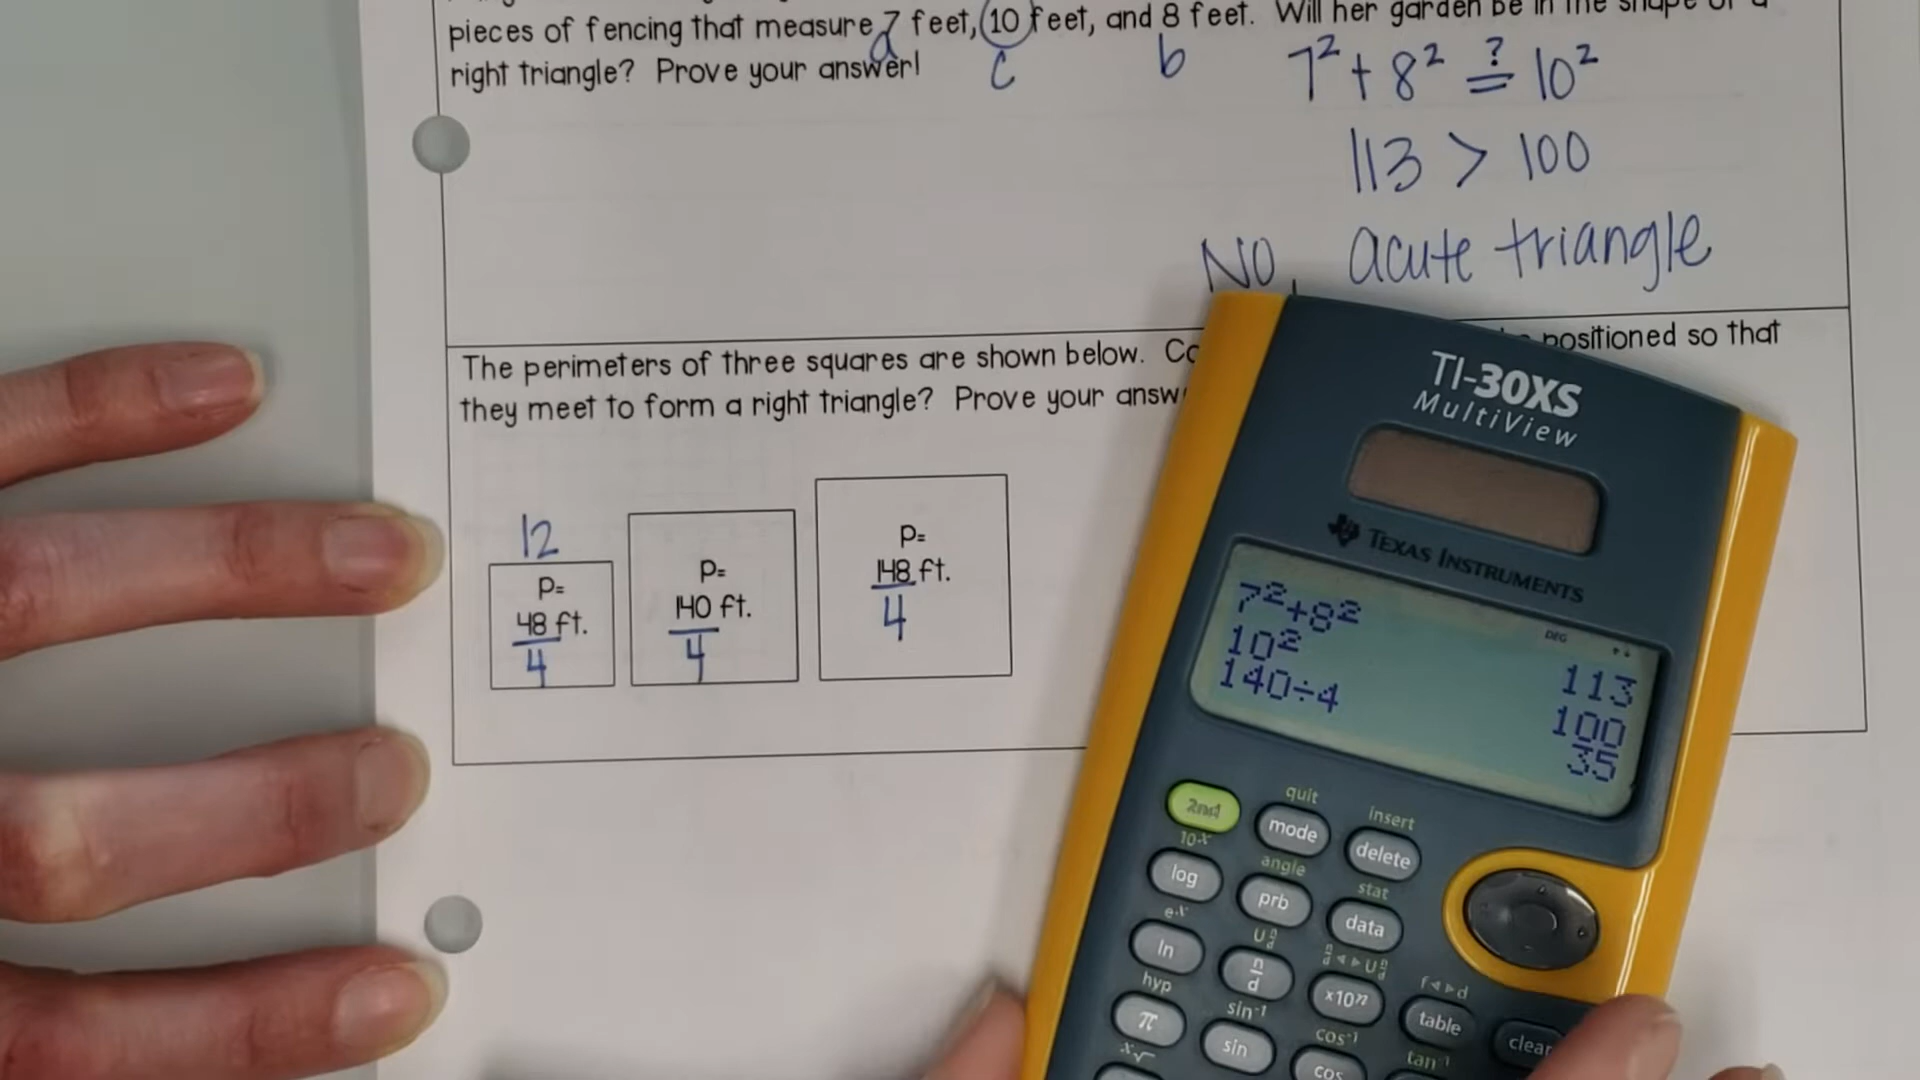 pieces of fencing that measure 7 feet, 10 feet, and 8 feet. Will her garden be in the shape of a
right triangle? Prove your answer!
a
c
b
7² + 8² ≟ 10²
113 > 100
No, acute triangle
The perimeters of three squares are shown below.
positioned so that
they meet to form a right triangle? Prove your
12
P=
48 ft.
4
P=
140 ft.
4
P=
148 ft.
4
TI-30XS
MultiView
TEXAS INSTRUMENTS
DEG
7²+8²
113
10²
100
140÷4
35
quit
insert
2nd
mode
delete
10ˣ
angle
stat
log
prb
data
eˣ
ln
n/d
x10ⁿ
table
clear
hyp
sin⁻¹
cos⁻¹
tan⁻¹
f◄►d
π
sin
cos